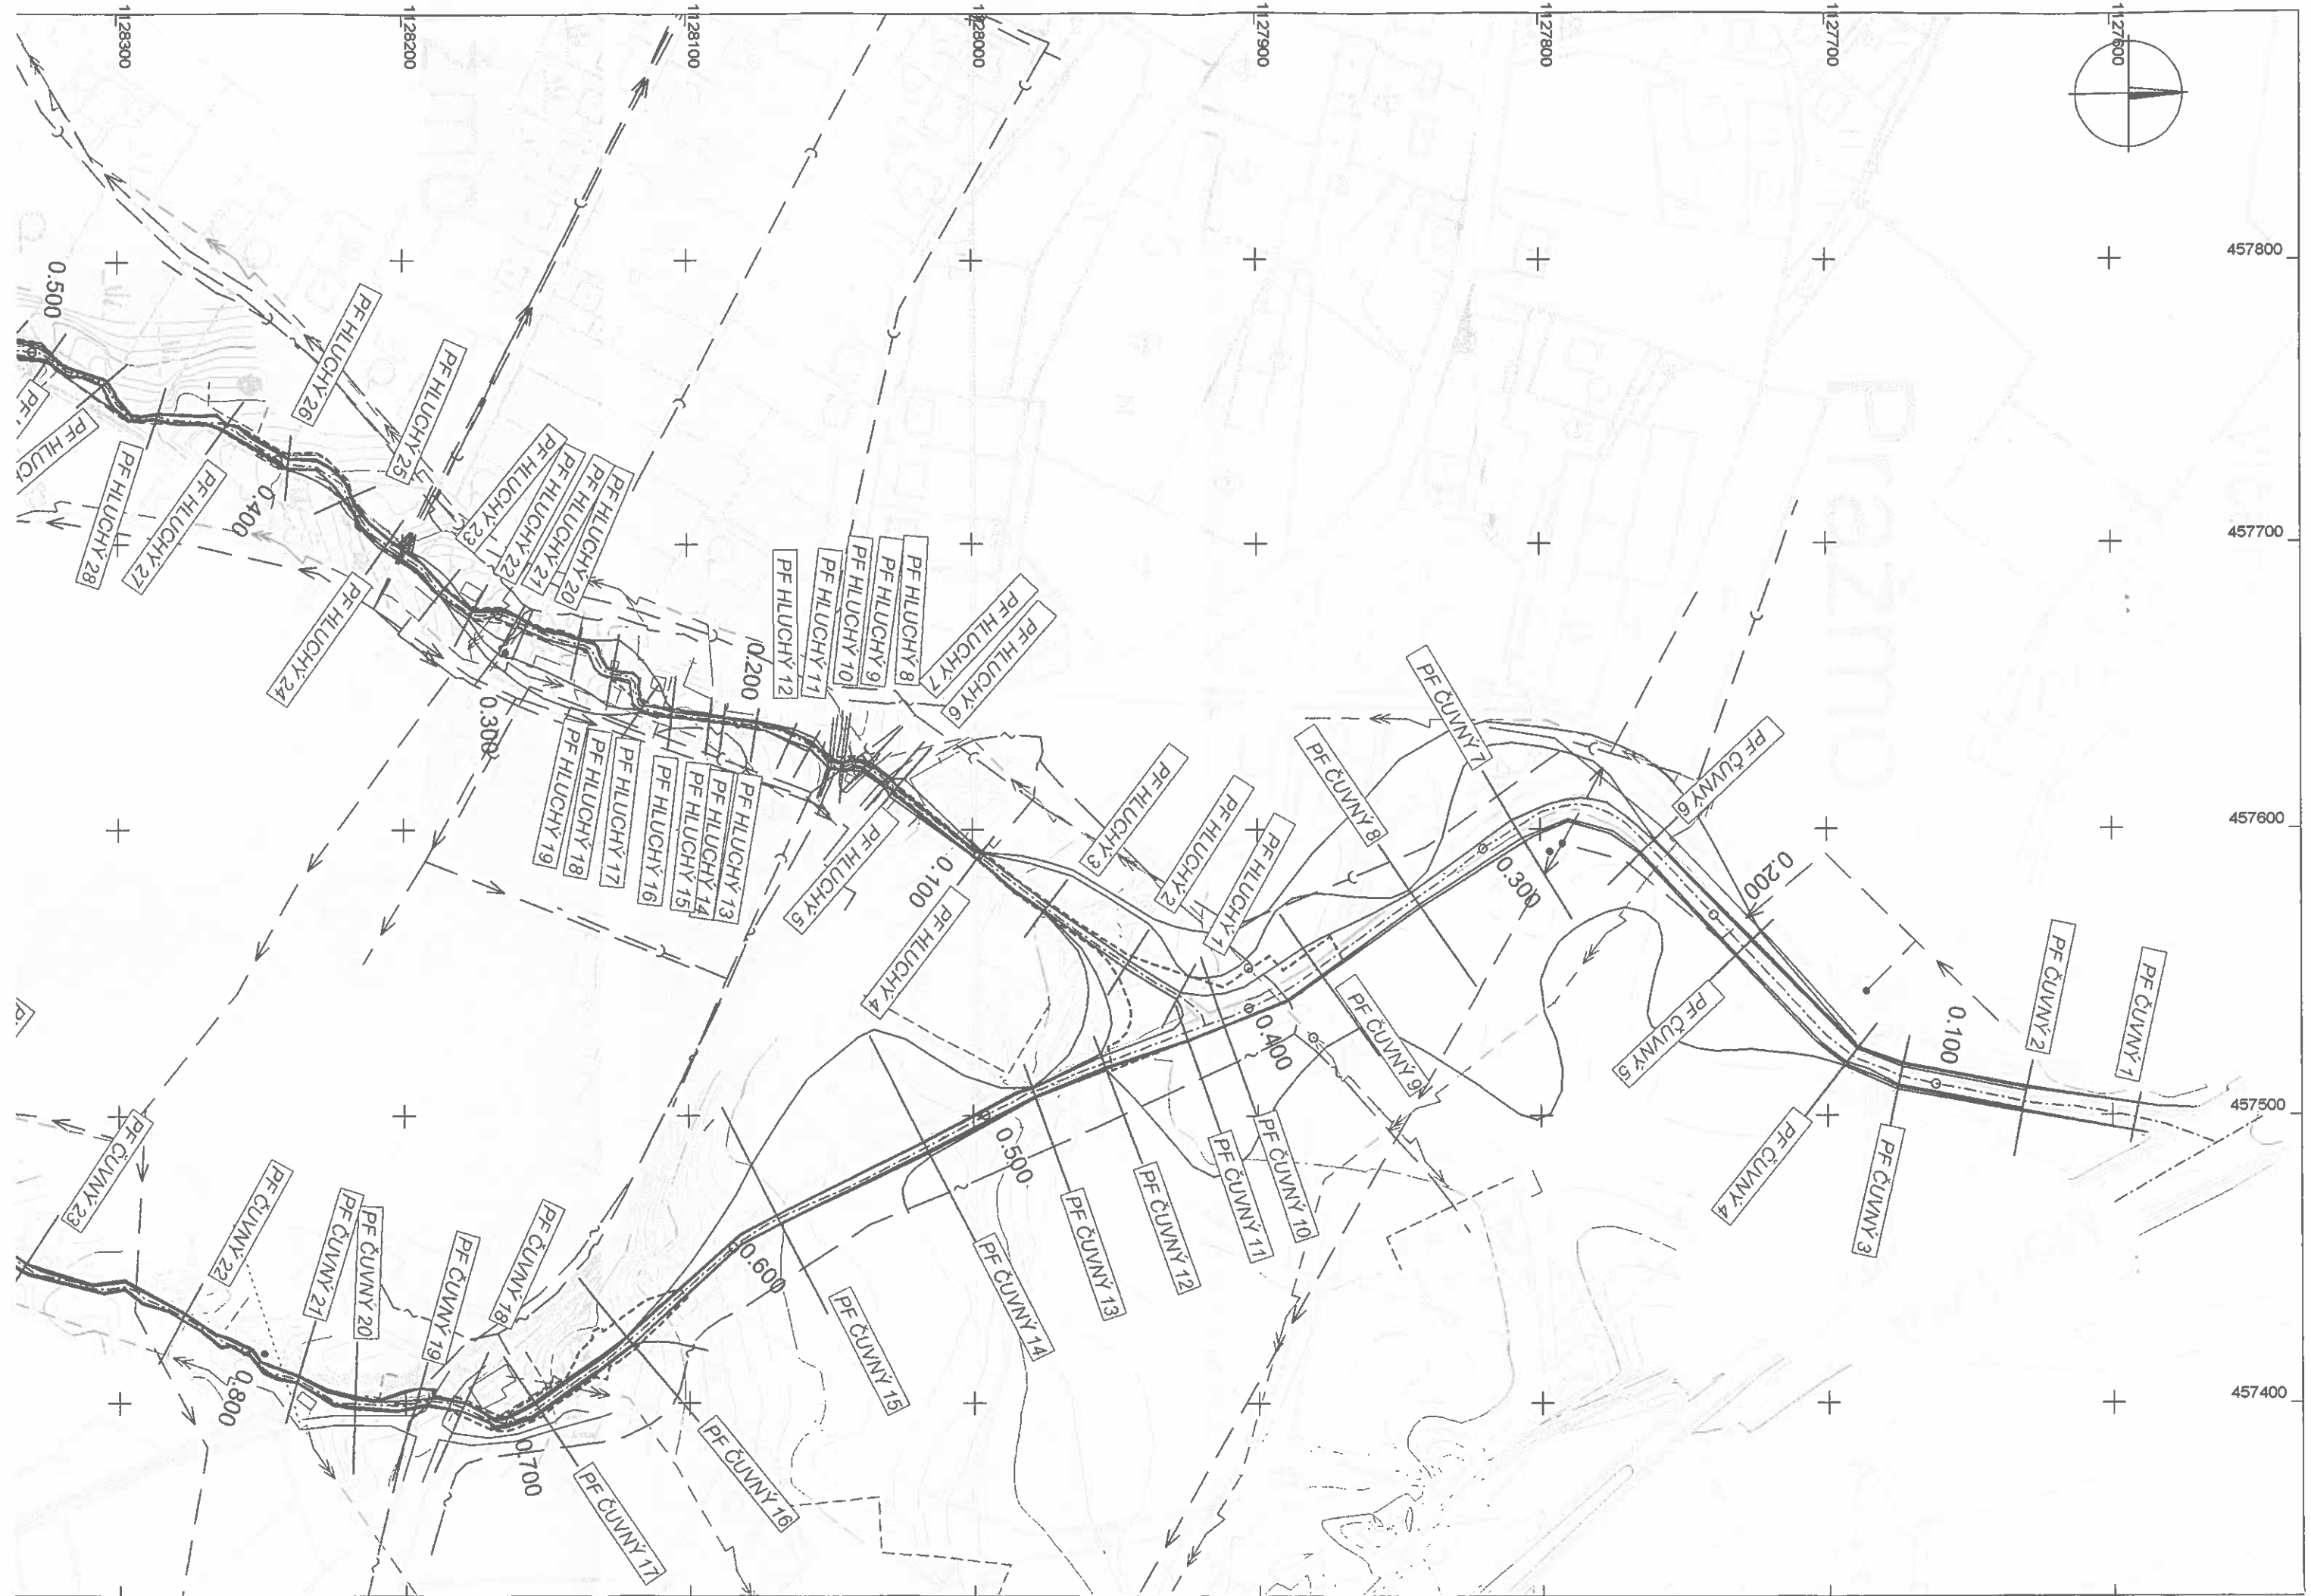 1128300
1128200
1128100
1128000
1127900
1127800
1127700
1127600
457800
457700
457600
457500
457400
Pražmo
0.500
0.400
0.300
0.200
0.100
PF HLUCHÝ 28
PF HLUCHÝ 27
PF HLUCHÝ 26
PF HLUCHÝ 25
PF HLUCHÝ 24
PF HLUCHÝ 23
PF HLUCHÝ 22
PF HLUCHÝ 21
PF HLUCHÝ 20
PF HLUCHÝ 19
PF HLUCHÝ 18
PF HLUCHÝ 17
PF HLUCHÝ 16
PF HLUCHÝ 15
PF HLUCHÝ 14
PF HLUCHÝ 13
PF HLUCHÝ 12
PF HLUCHÝ 11
PF HLUCHÝ 10
PF HLUCHÝ 9
PF HLUCHÝ 8
PF HLUCHÝ 7
PF HLUCHÝ 6
PF HLUCHÝ 5
PF HLUCHÝ 4
PF HLUCHÝ 3
PF HLUCHÝ 2
PF HLUCHÝ 1
PF ČUVNÝ 1
PF ČUVNÝ 2
PF ČUVNÝ 3
PF ČUVNÝ 4
PF ČUVNÝ 5
PF ČUVNÝ 6
PF ČUVNÝ 7
PF ČUVNÝ 8
PF ČUVNÝ 9
PF ČUVNÝ 10
PF ČUVNÝ 11
PF ČUVNÝ 12
PF ČUVNÝ 13
PF ČUVNÝ 14
PF ČUVNÝ 15
PF ČUVNÝ 16
PF ČUVNÝ 17
PF ČUVNÝ 18
PF ČUVNÝ 19
PF ČUVNÝ 20
PF ČUVNÝ 21
PF ČUVNÝ 22
PF ČUVNÝ 23
0.100
0.200
0.300
0.400
0.500
0.600
0.700
0.800
PF HLUCH
PF